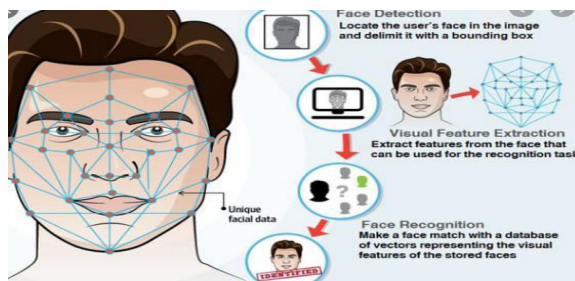 Face Detection
Locate the user's face in the image
and delimit it with a bounding box
Visual Feature Extraction
Extract features from the face that
can be used for the recognition task
Unique
facial data
?
Face Recognition
Make a face match with a database
of vectors representing the visual
features of the stored faces
IDENTIFIED